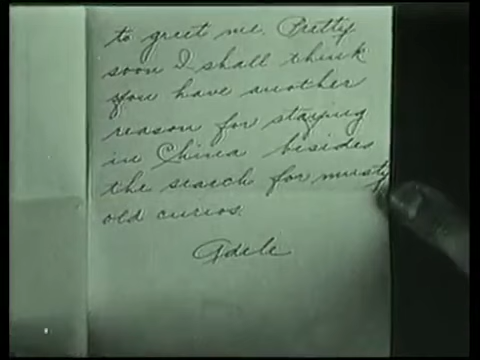 to greet me. Pretty
soon I shall think
you have another
reason for staying
in China besides
the search for musty
old curios.
Adele